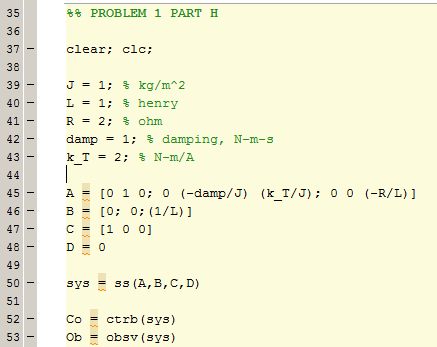 35 %% PROBLEM 1 PART H
36
37 – clear; clc;
38
39 – J = 1; % kg/m^2
40 – L = 1; % henry
41 – R = 2; % ohm
42 – damp = 1; % damping, N-m-s
43 – k_T = 2; % N-m/A
44
45 – A = [0 1 0; 0 (-damp/J) (k_T/J); 0 0 (-R/L)]
46 – B = [0; 0;(1/L)]
47 – C = [1 0 0]
48 – D = 0
49
50 – sys = ss(A,B,C,D)
51
52 – Co = ctrb(sys)
53 – Ob = obsv(sys)